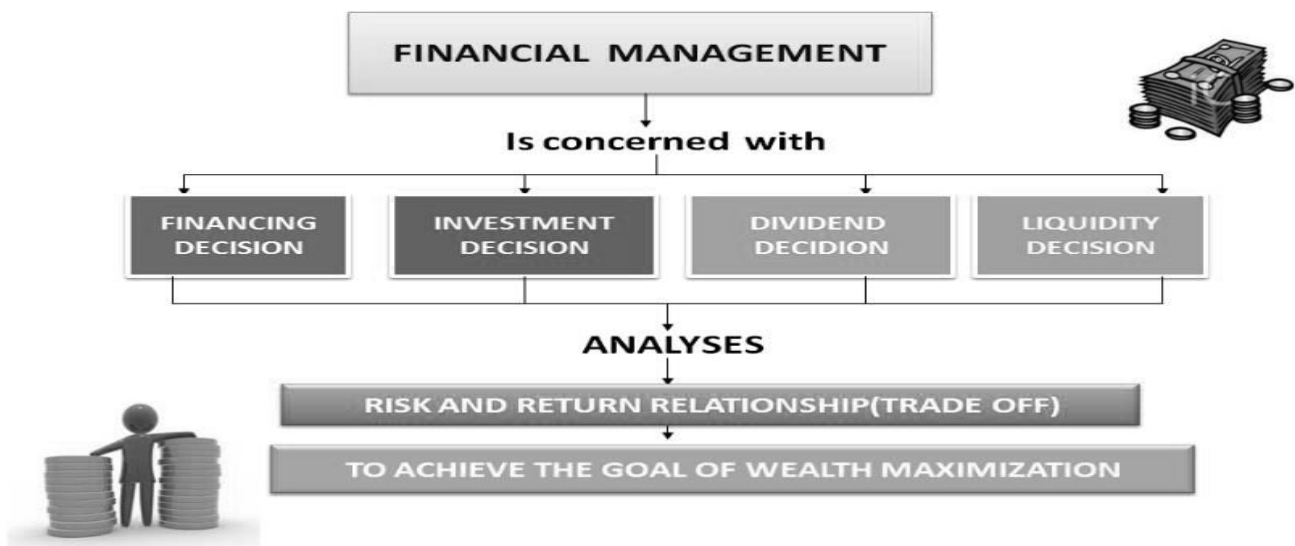 FINANCIAL MANAGEMENT
Is concerned with
FINANCING
DECISION
INVESTMENT
DECISION
DIVIDEND
DECIDION
LIQUIDITY
DECISION
ANALYSES
RISK AND RETURN RELATIONSHIP(TRADE OFF)
TO ACHIEVE THE GOAL OF WEALTH MAXIMIZATION